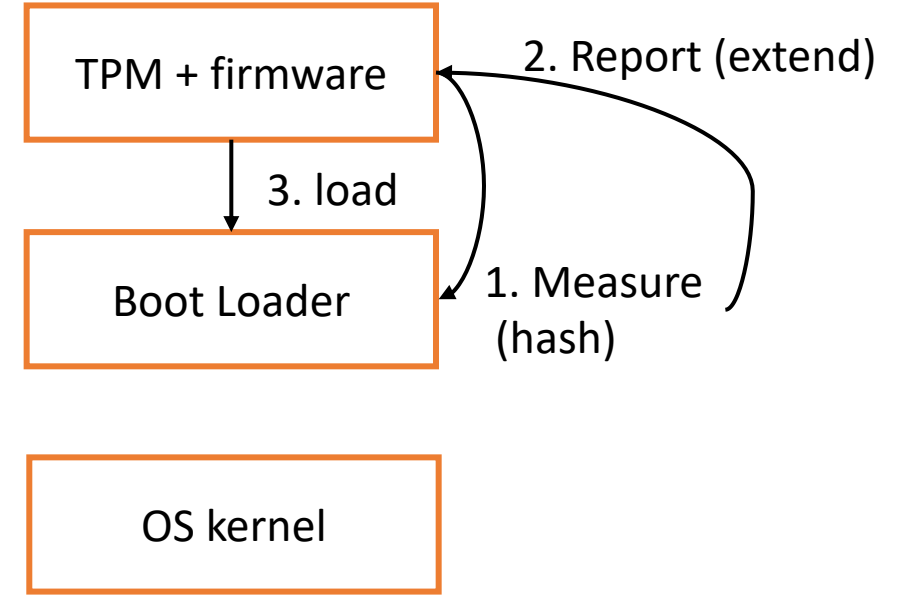 TPM + firmware
2. Report (extend)
3. load
Boot Loader
1. Measure
(hash)
OS kernel